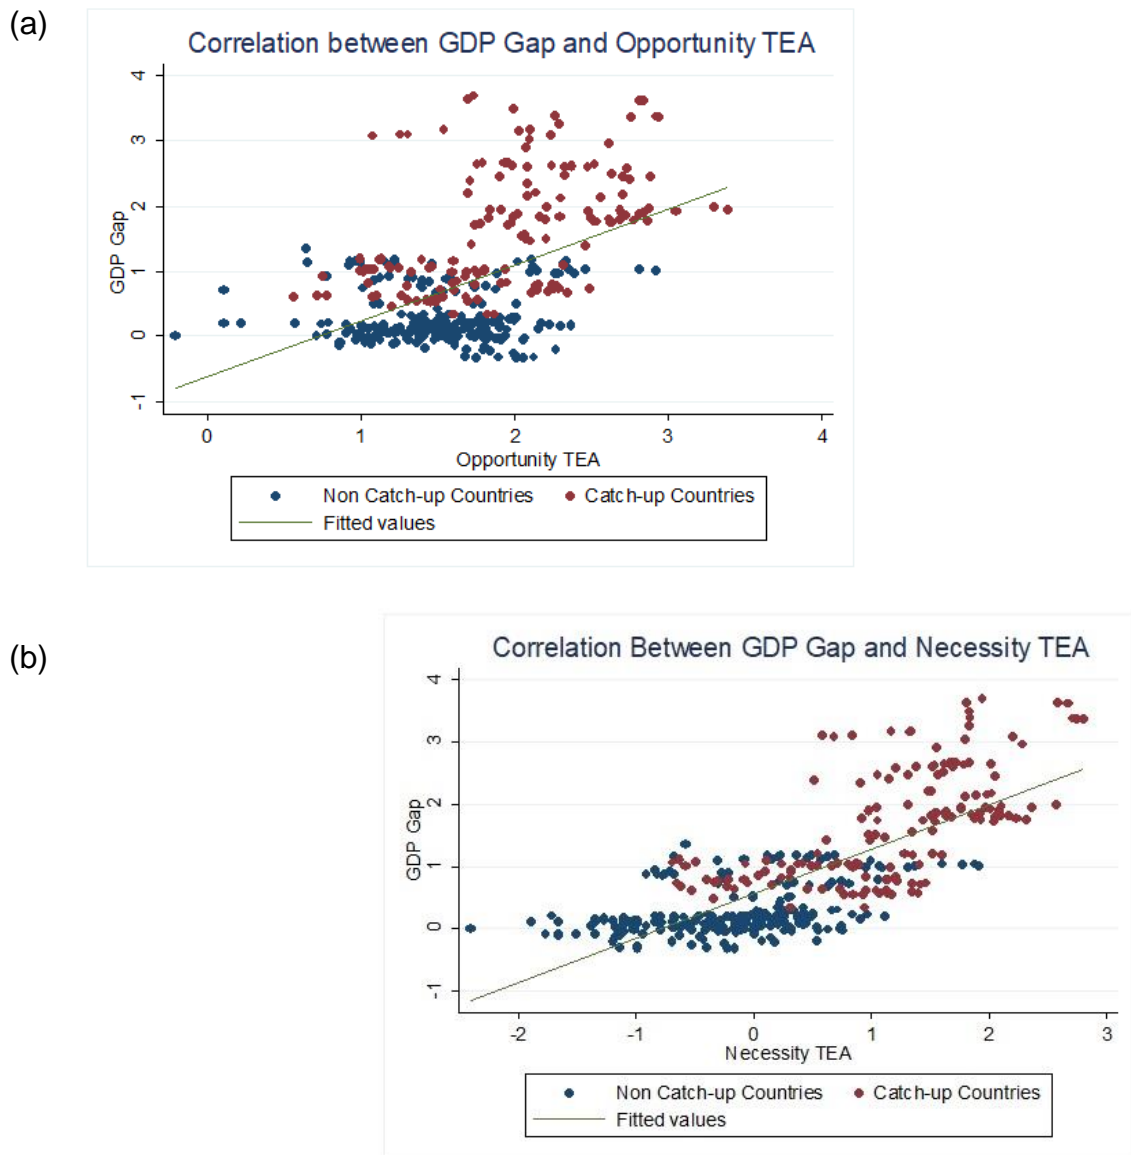 (a)
Correlation between GDP Gap and Opportunity TEA
GDP Gap
4
3
2
1
0
-1
0 1 2 3 4
Opportunity TEA
Non Catch-up Countries Catch-up Countries
Fitted values
(b)
Correlation Between GDP Gap and Necessity TEA
GDP Gap
4
3
2
1
0
-1
-2 -1 0 1 2 3
Necessity TEA
Non Catch-up Countries Catch-up Countries
Fitted values